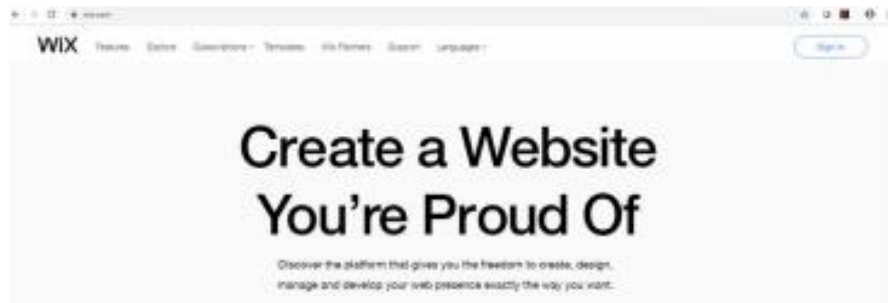 WiX Features Explore Subscriptions Templates Wix Partners Support Languages Sign In
Create a Website
You're Proud Of
Discover the platform that gives you the freedom to create, design,
manage and develop your web presence exactly the way you want.